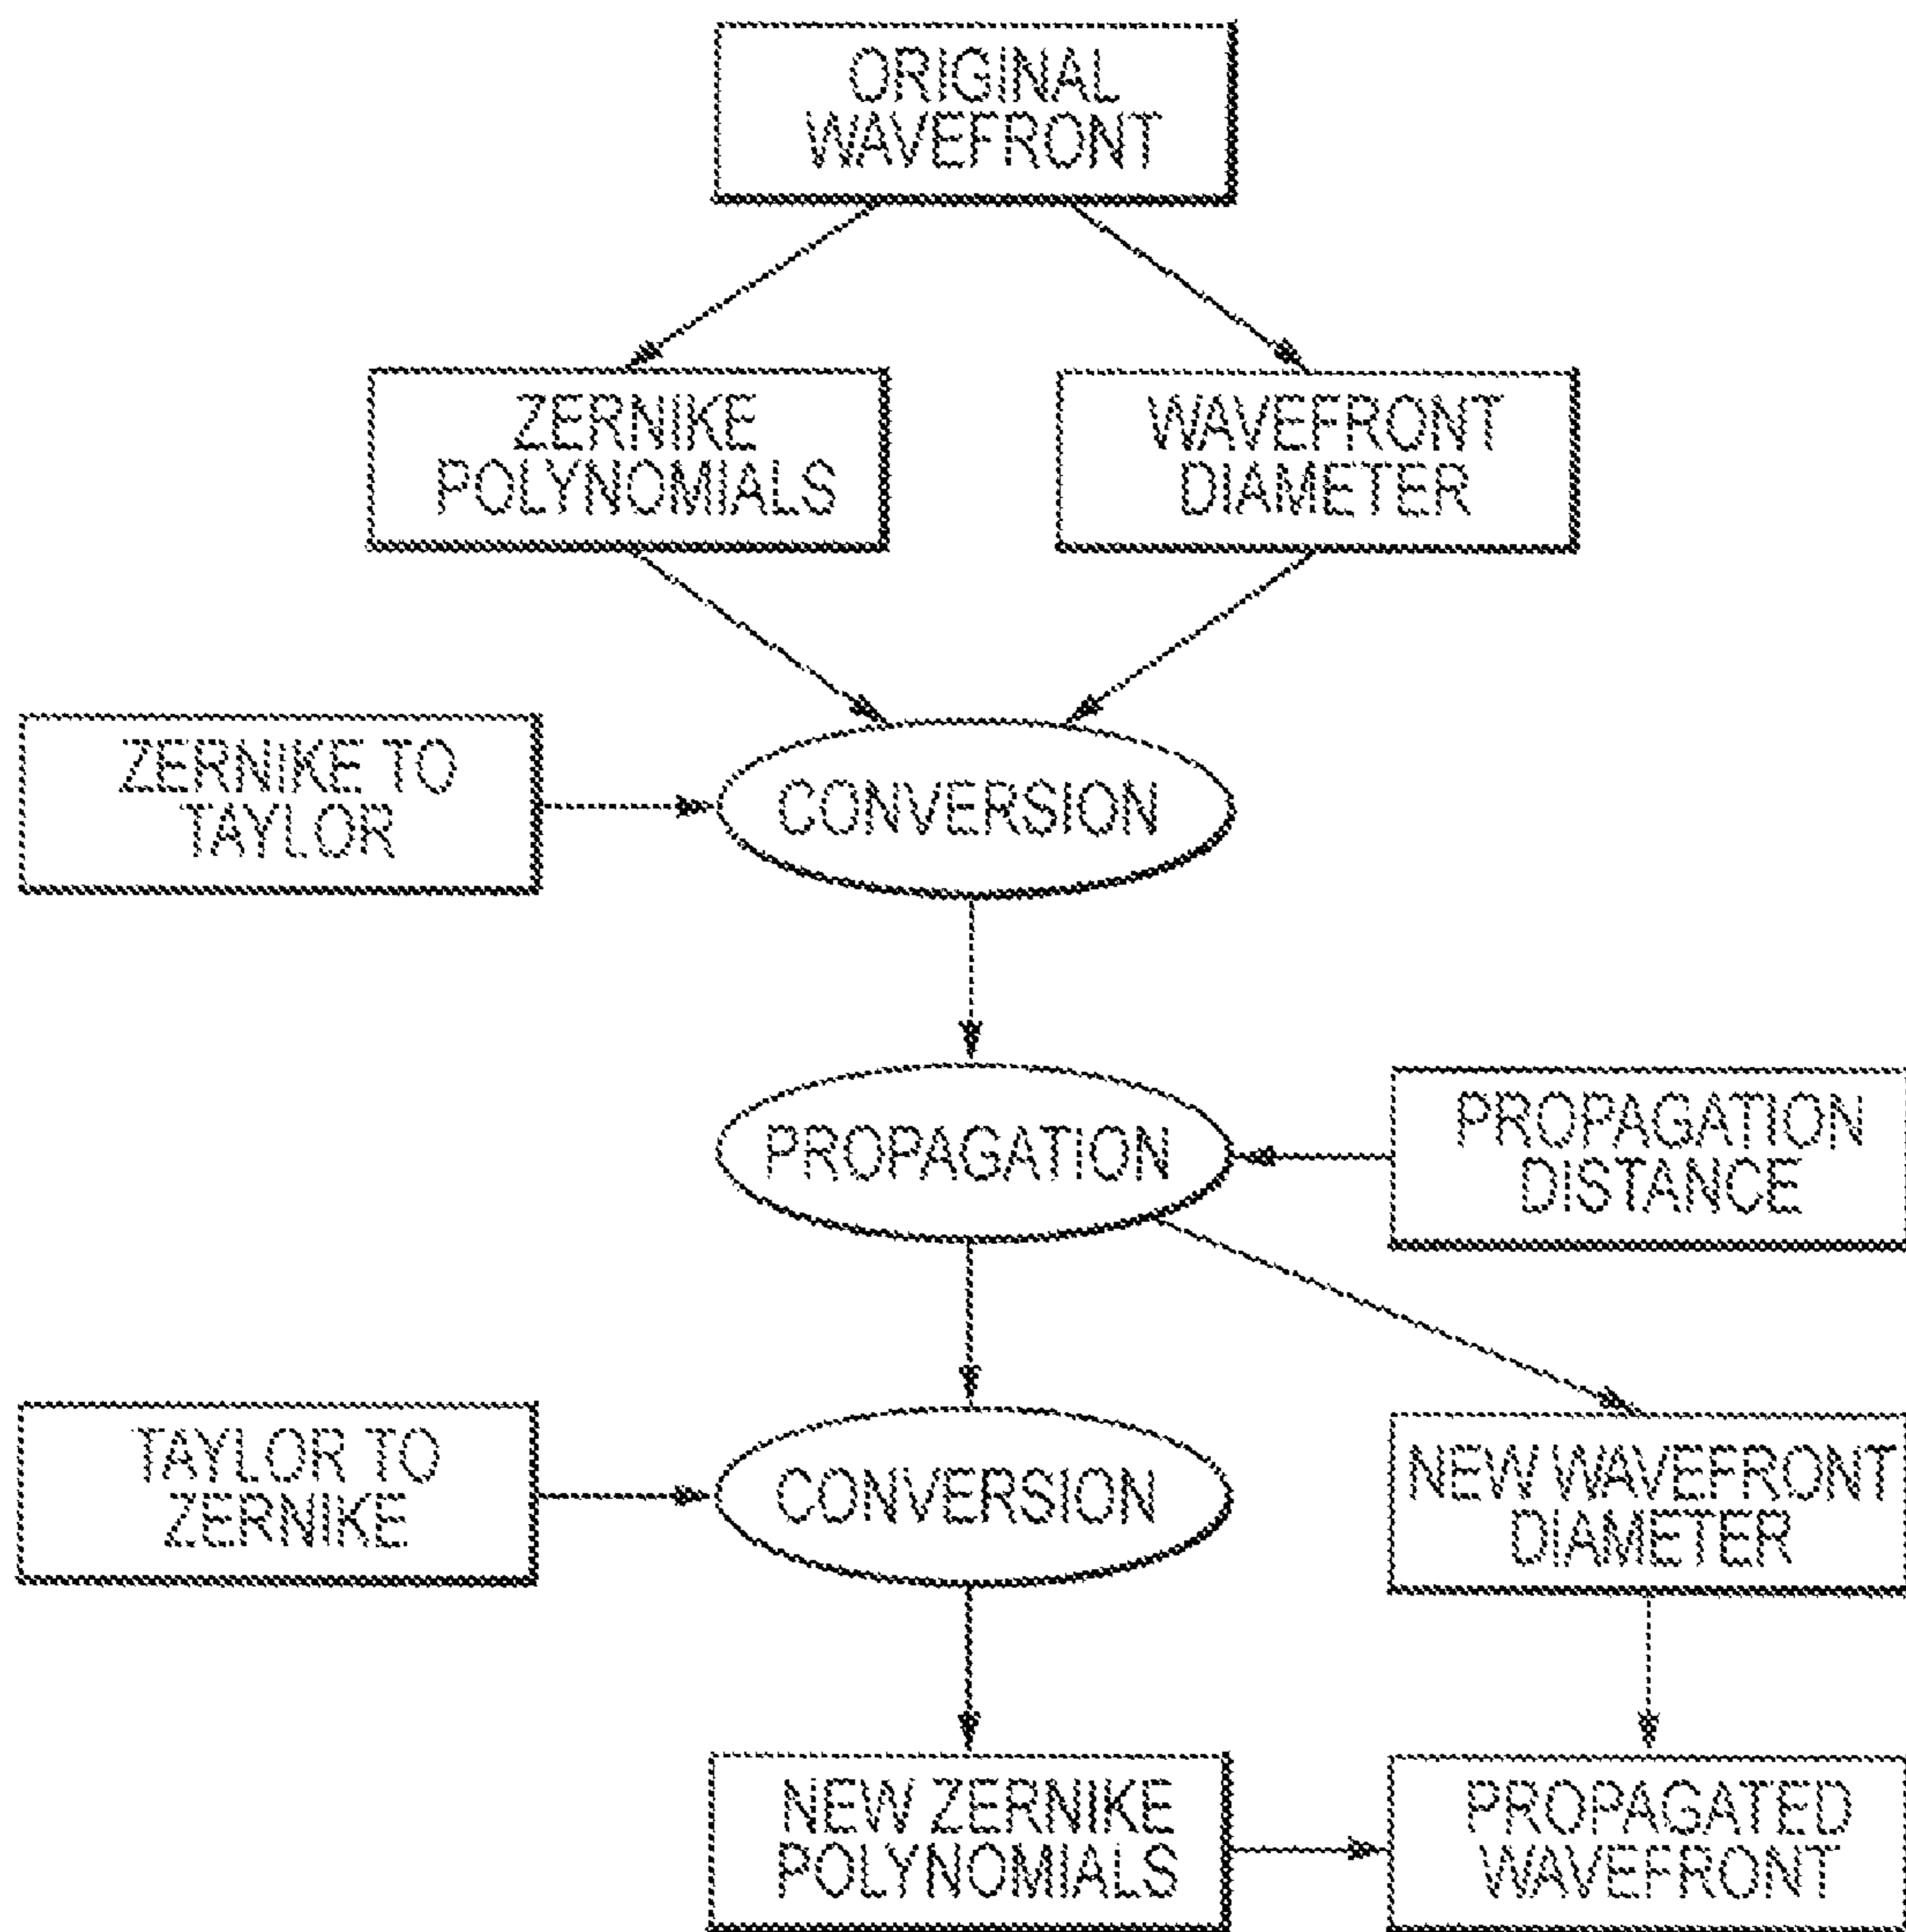 ORIGINAL
WAVEFRONT
ZERNIKE
POLYNOMIALS
WAVEFRONT
DIAMETER
ZERNIKE TO
TAYLOR
CONVERSION
PROPAGATION
PROPAGATION
DISTANCE
TAYLOR TO
ZERNIKE
CONVERSION
NEW WAVEFRONT
DIAMETER
NEW ZERNIKE
POLYNOMIALS
PROPAGATED
WAVEFRONT